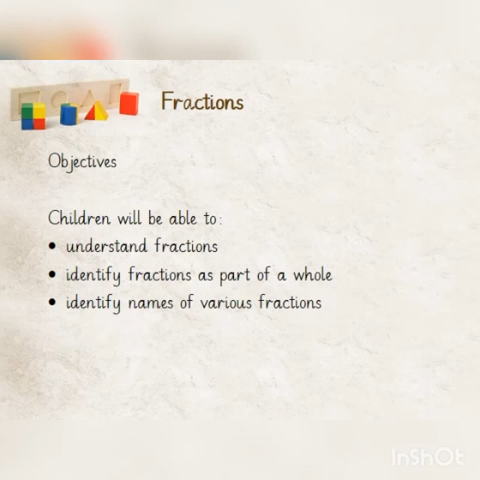 Fractions
Objectives
Children will be able to:
• understand fractions
• identify fractions as part of a whole
• identify names of various fractions
InShOt